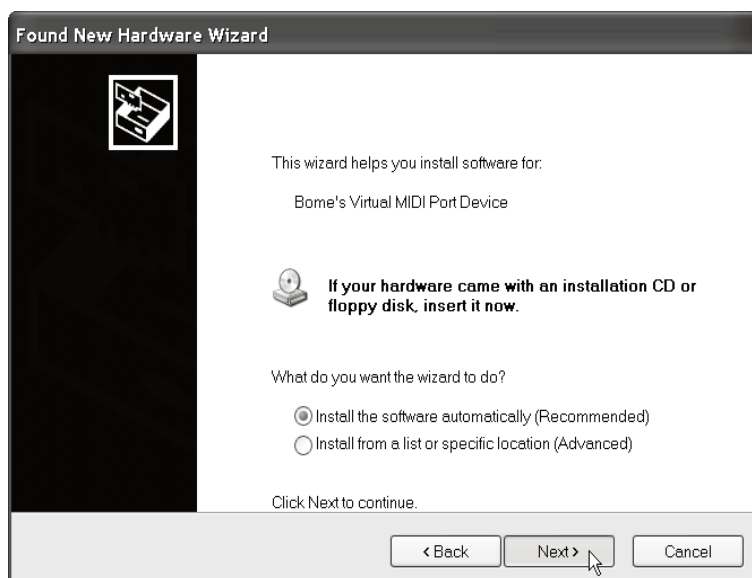 Found New Hardware Wizard
This wizard helps you install software for:
Bome's Virtual MIDI Port Device
If your hardware came with an installation CD or
floppy disk, insert it now.
What do you want the wizard to do?
Install the software automatically (Recommended)
Install from a list or specific location (Advanced)
Click Next to continue.
< Back Next > Cancel